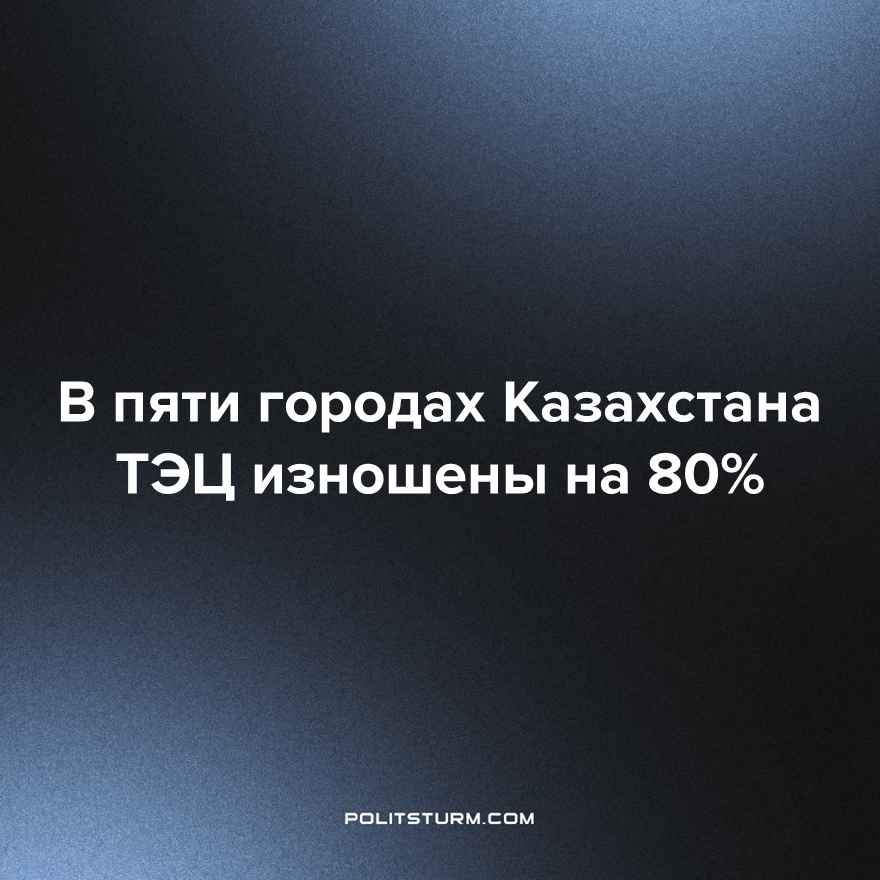 В пяти городах Казахстана
ТЭЦ изношены на 80%
POLITSTURM.COM